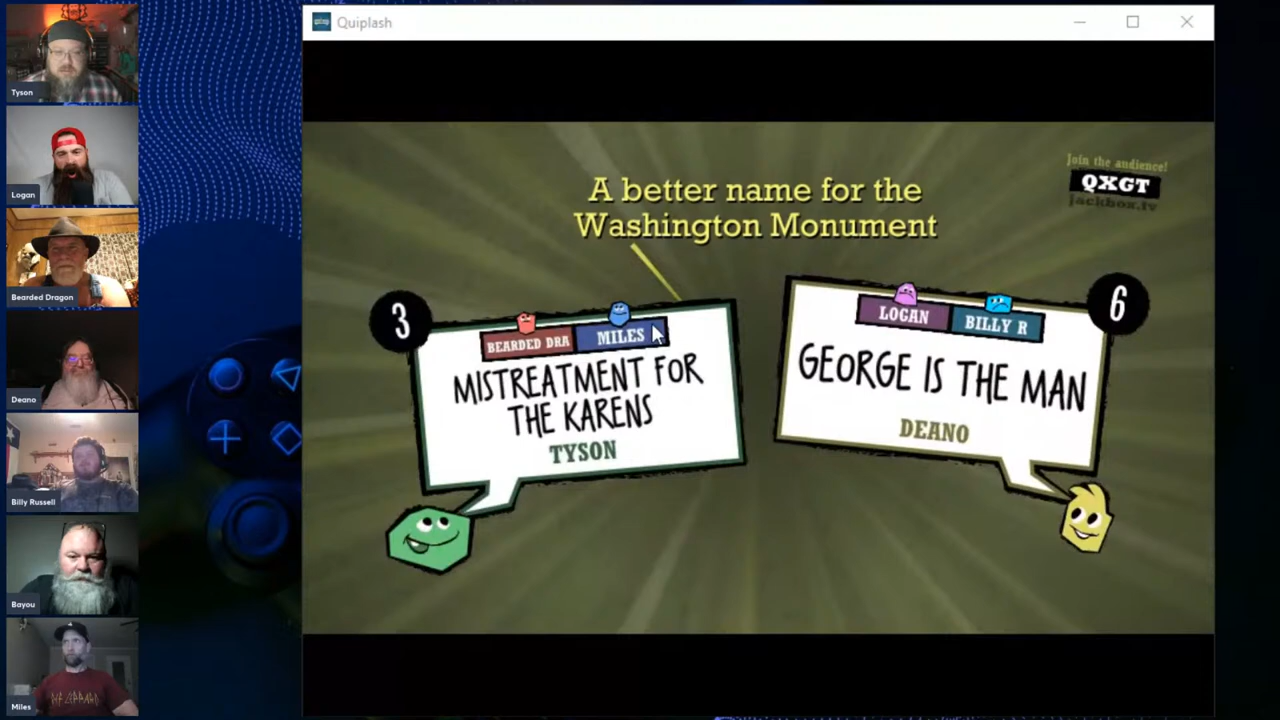 Quiplash
Tyson
Logan
Bearded Dragon
Deano
Billy Russell
Bayou
Miles
DEF LEPPARD
A better name for the
Washington Monument
Join the audience!
QXGT
jackbox.tv
3
BEARDED DRA
MILES
MISTREATMENT FOR
THE KARENS
TYSON
6
LOGAN
BILLY R
GEORGE IS THE MAN
DEANO